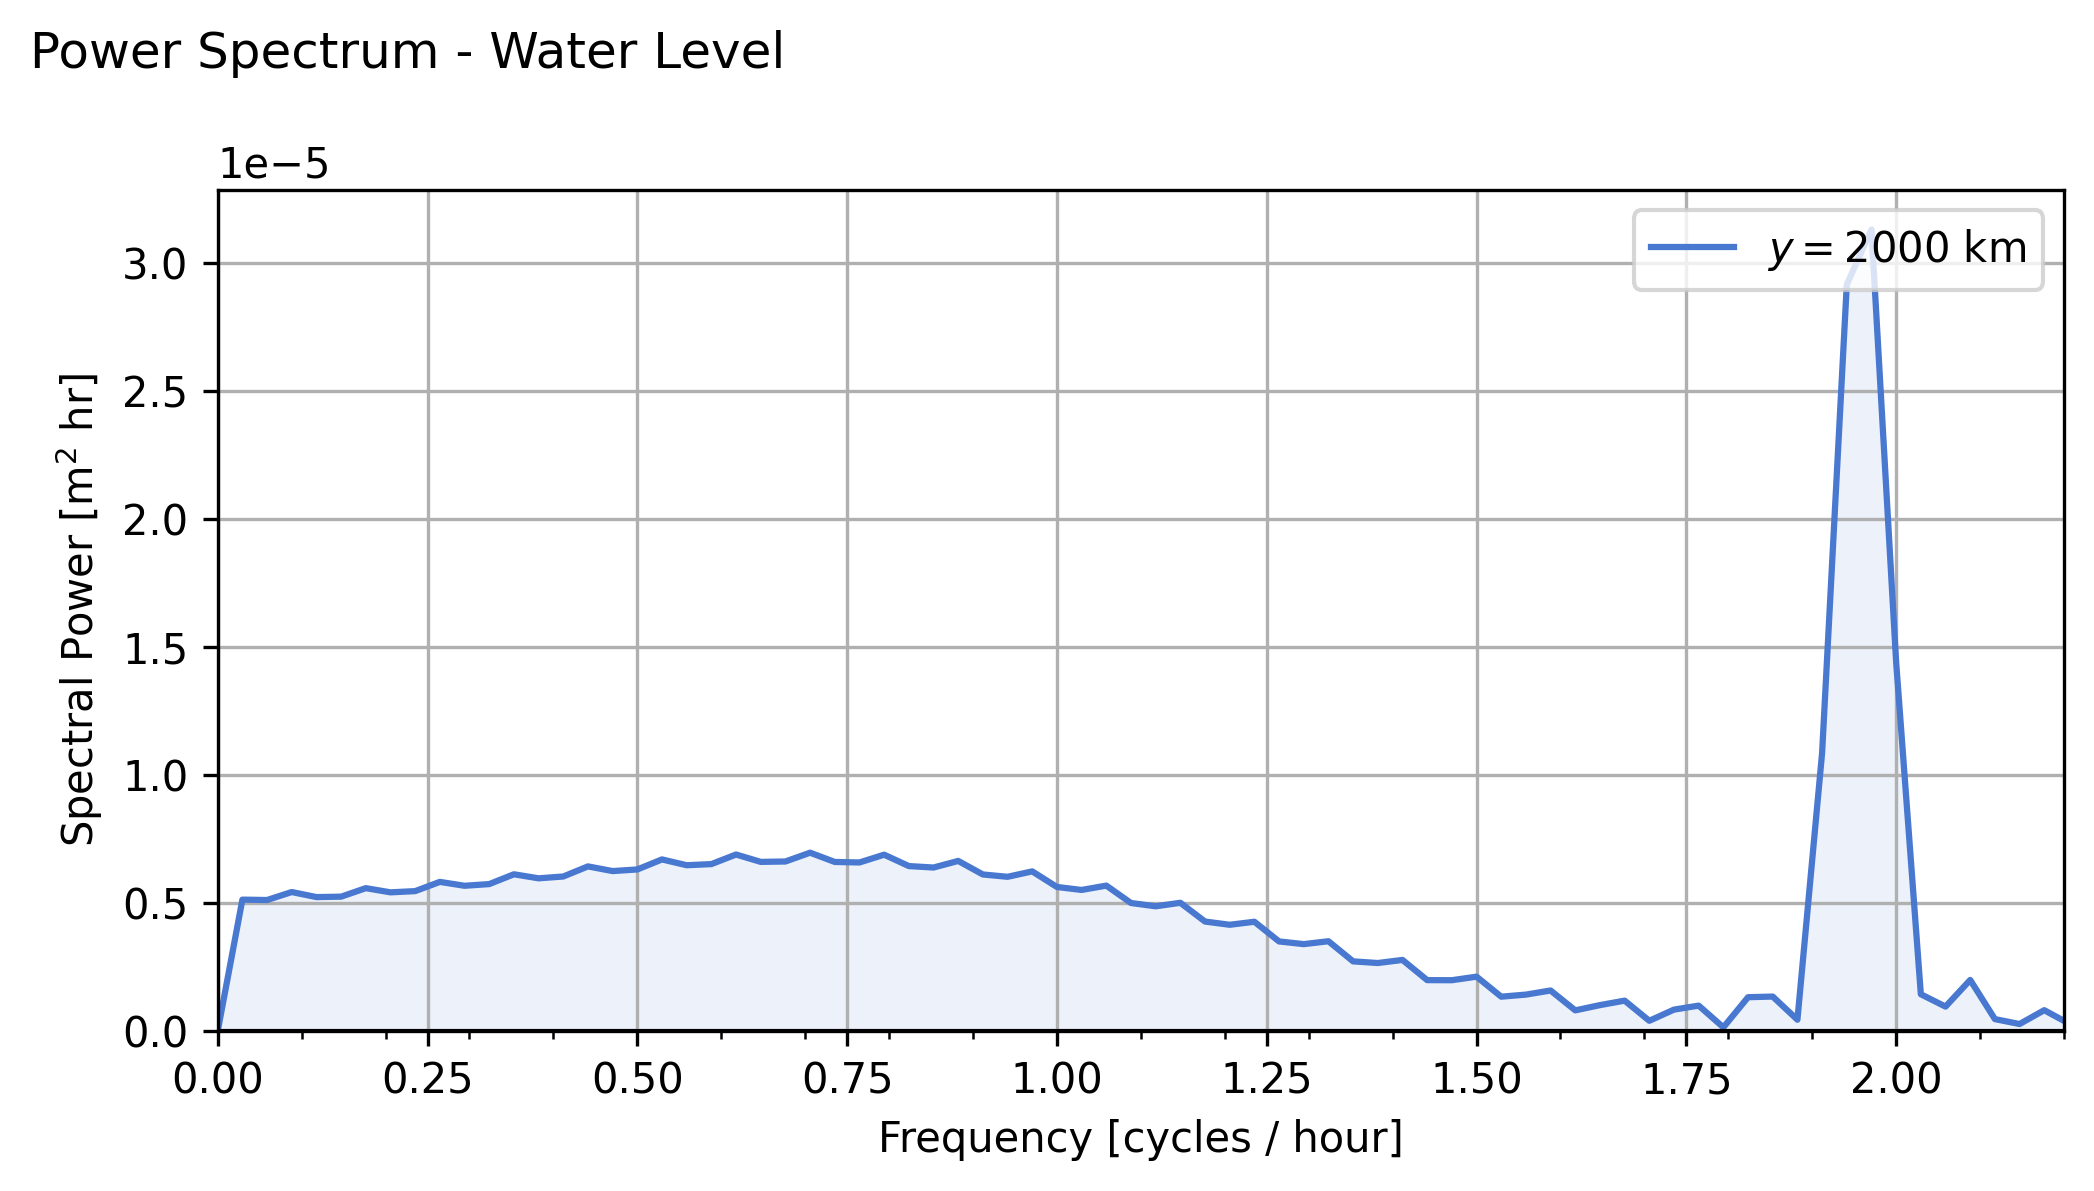 Power Spectrum - Water Level
1e−5
y = 2000 km
3.0
2.5
2.0
1.5
1.0
0.5
0.0
Spectral Power [m² hr]
0.00 0.25 0.50 0.75 1.00 1.25 1.50 1.75 2.00
Frequency [cycles / hour]